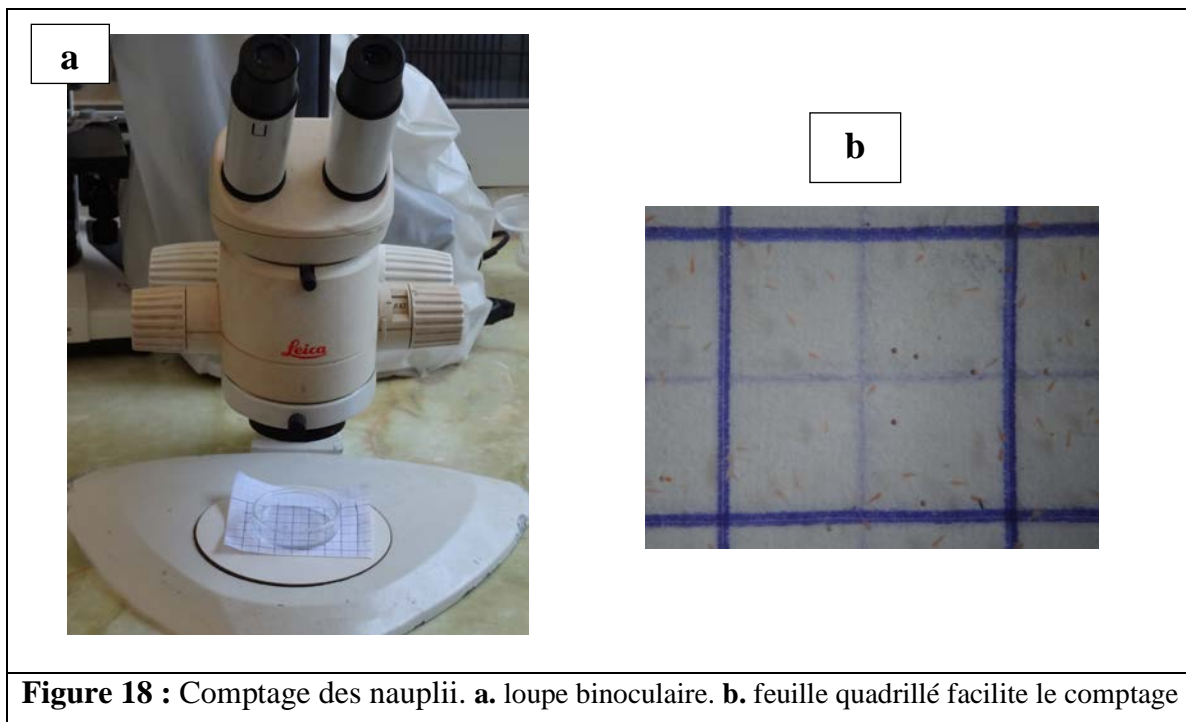 a
b
Leica
Figure 18 : Comptage des nauplii. a. loupe binoculaire. b. feuille quadrillé facilite le comptage